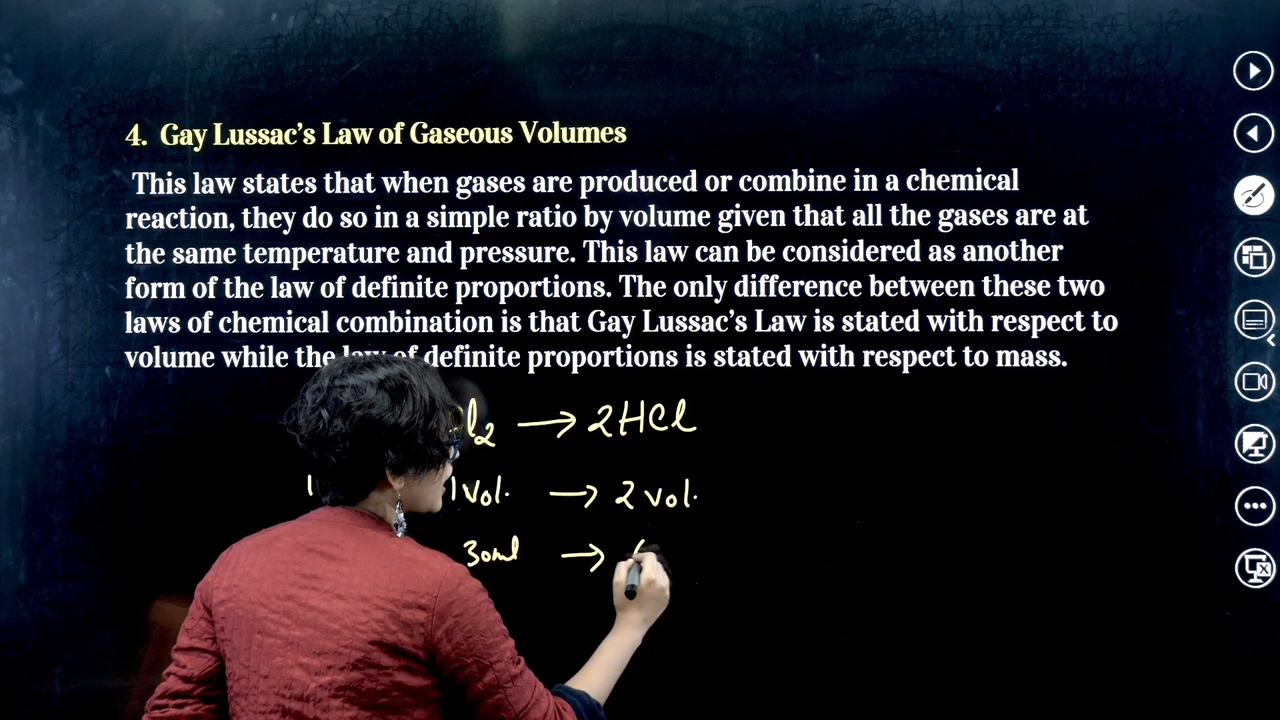 4. Gay Lussac's Law of Gaseous Volumes
This law states that when gases are produced or combine in a chemical
reaction, they do so in a simple ratio by volume given that all the gases are at
the same temperature and pressure. This law can be considered as another
form of the law of definite proportions. The only difference between these two
laws of chemical combination is that Gay Lussac's Law is stated with respect to
volume while the law of definite proportions is stated with respect to mass.
l2 → 2HCl
1 1vol. → 2 vol.
30ml →